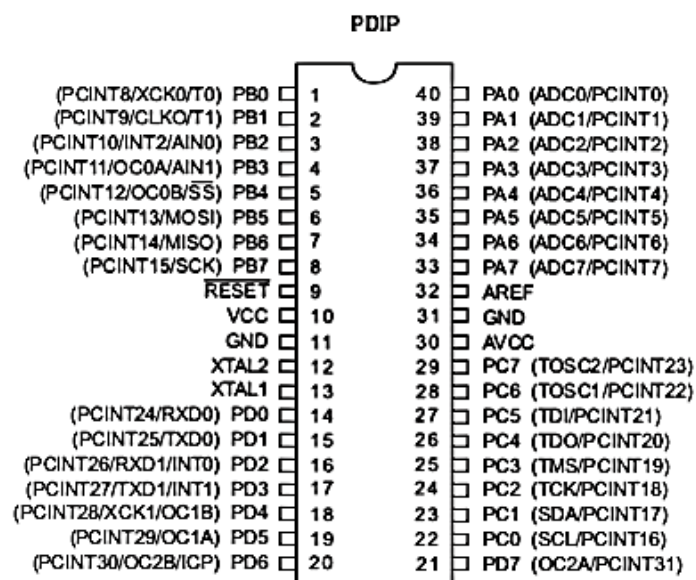 PDIP
(PCINT8/XCK0/T0) PB0 1 40 PA0 (ADC0/PCINT0)
(PCINT9/CLKO/T1) PB1 2 39 PA1 (ADC1/PCINT1)
(PCINT10/INT2/AIN0) PB2 3 38 PA2 (ADC2/PCINT2)
(PCINT11/OC0A/AIN1) PB3 4 37 PA3 (ADC3/PCINT3)
(PCINT12/OC0B/SS) PB4 5 36 PA4 (ADC4/PCINT4)
(PCINT13/MOSI) PB5 6 35 PA5 (ADC5/PCINT5)
(PCINT14/MISO) PB6 7 34 PA6 (ADC6/PCINT6)
(PCINT15/SCK) PB7 8 33 PA7 (ADC7/PCINT7)
RESET 9 32 AREF
VCC 10 31 GND
GND 11 30 AVCC
XTAL2 12 29 PC7 (TOSC2/PCINT23)
XTAL1 13 28 PC6 (TOSC1/PCINT22)
(PCINT24/RXD0) PD0 14 27 PC5 (TDI/PCINT21)
(PCINT25/TXD0) PD1 15 26 PC4 (TDO/PCINT20)
(PCINT26/RXD1/INT0) PD2 16 25 PC3 (TMS/PCINT19)
(PCINT27/TXD1/INT1) PD3 17 24 PC2 (TCK/PCINT18)
(PCINT28/XCK1/OC1B) PD4 18 23 PC1 (SDA/PCINT17)
(PCINT29/OC1A) PD5 19 22 PC0 (SCL/PCINT16)
(PCINT30/OC2B/ICP) PD6 20 21 PD7 (OC2A/PCINT31)